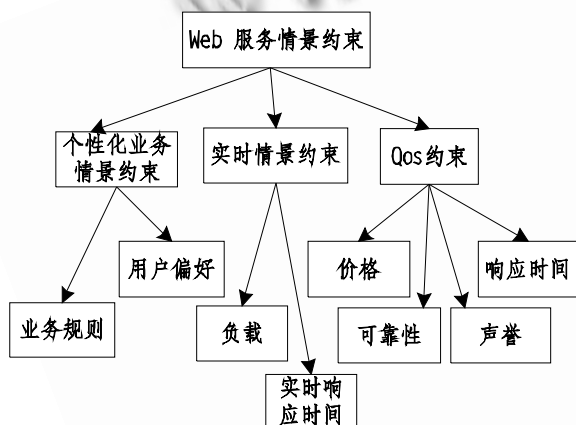 Web 服务情景约束
个性化业务
情景约束
实时情景约束
Qos约束
用户偏好
价格
响应时间
业务规则
负载
可靠性
声誉
实时响
应时间